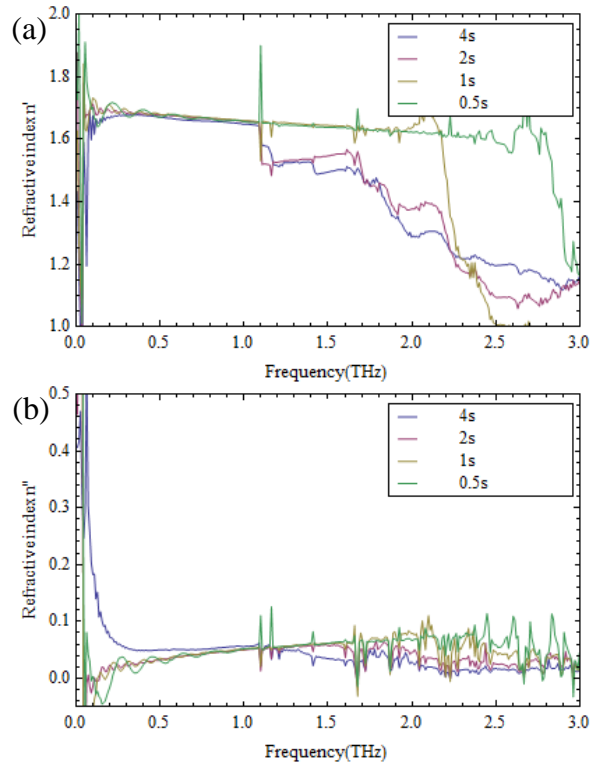 (a)
2.0
1.8
1.6
1.4
1.2
1.0
Refractiveindexn'
4s
2s
1s
0.5s
0.0 0.5 1.0 1.5 2.0 2.5 3.0
Frequency(THz)
(b)
0.5
0.4
0.3
0.2
0.1
0.0
Refractiveindexn"
4s
2s
1s
0.5s
0.0 0.5 1.0 1.5 2.0 2.5 3.0
Frequency(THz)